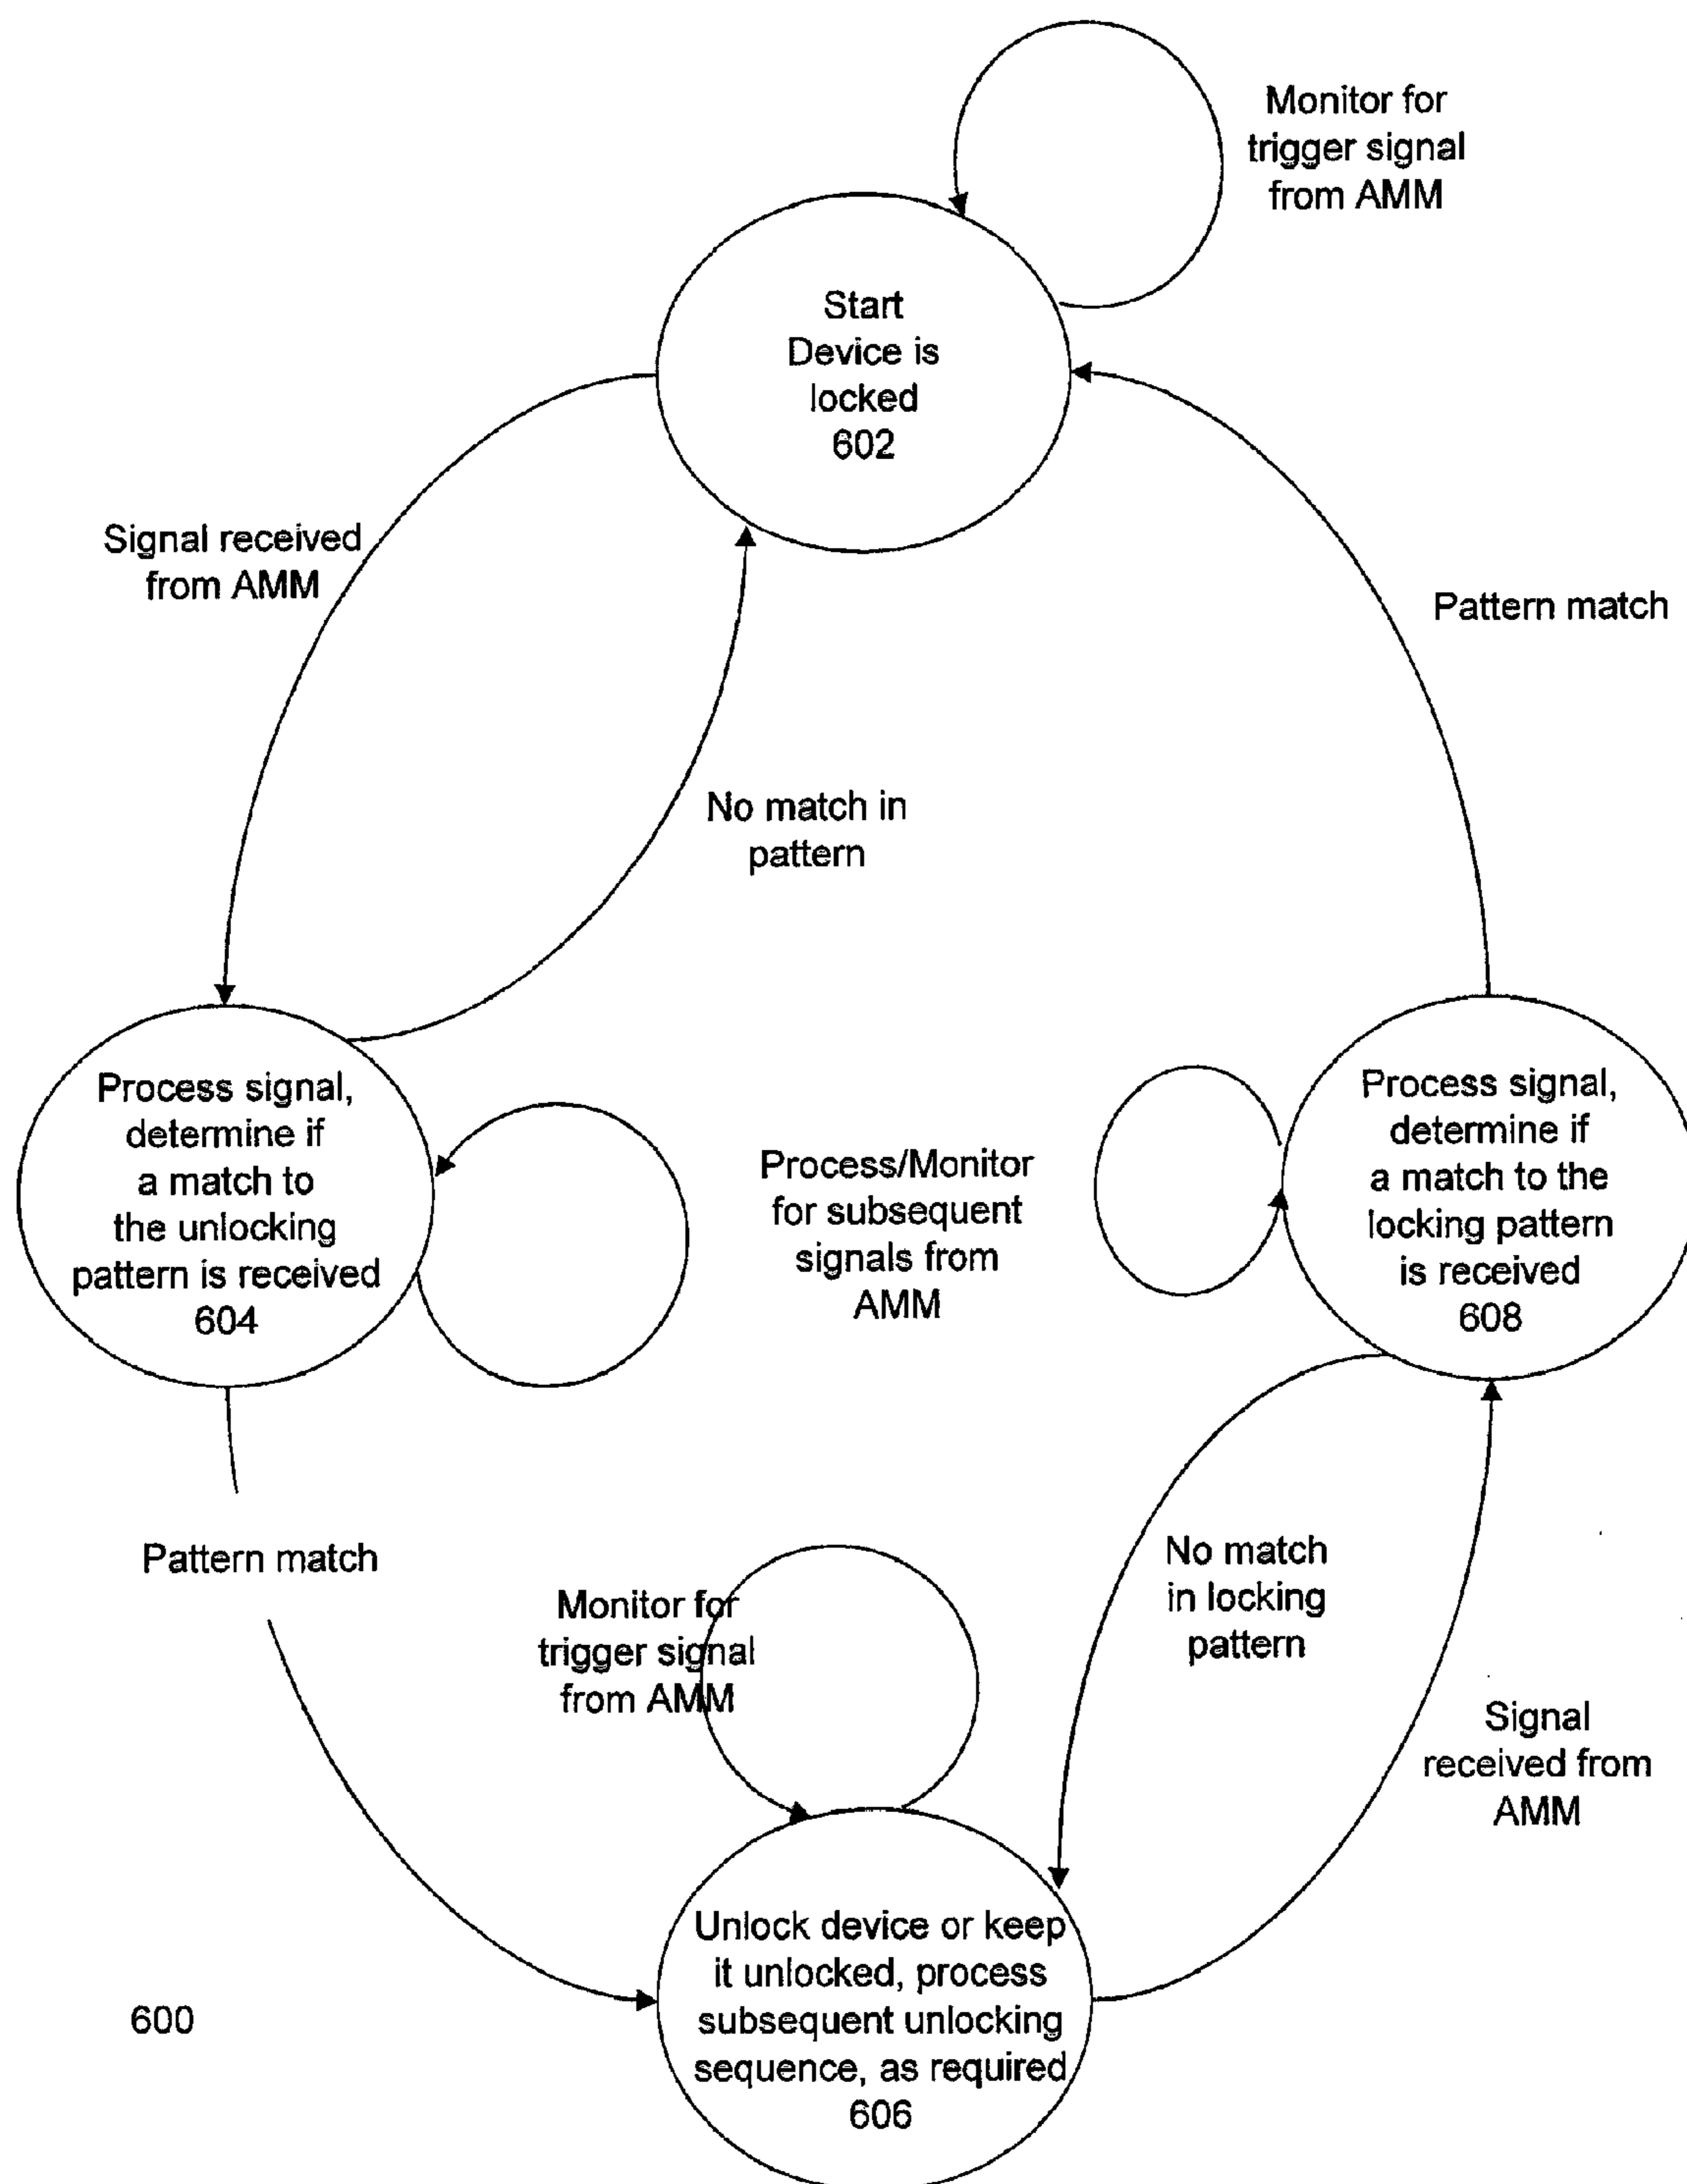 Monitor for
trigger signal
from AMM
Start
Device is
locked
602
Signal received
from AMM
Pattern match
No match in
pattern
Process signal,
determine if
a match to
the unlocking
pattern is received
604
Process/Monitor
for subsequent
signals from
AMM
Process signal,
determine if
a match to the
locking pattern
is received
608
Pattern match
Monitor for
trigger signal
from AMM
No match
in locking
pattern
Signal
received from
AMM
Unlock device or keep
it unlocked, process
subsequent unlocking
sequence, as required
606
600